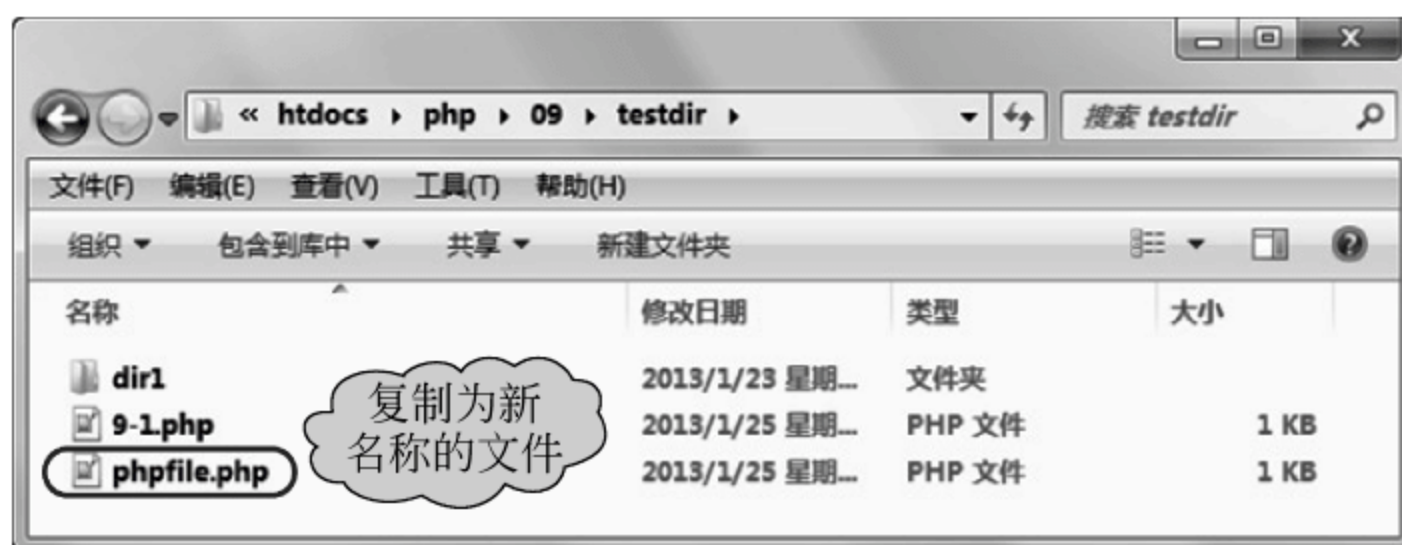 « htdocs ▸ php ▸ 09 ▸ testdir ▸ 搜索 testdir
文件(F) 编辑(E) 查看(V) 工具(T) 帮助(H)
组织 包含到库中 共享 新建文件夹
名称 修改日期 类型 大小
dir1 2013/1/23 星期... 文件夹
9-1.php 2013/1/25 星期... PHP 文件 1 KB
phpfile.php 2013/1/25 星期... PHP 文件 1 KB
复制为新
名称的文件